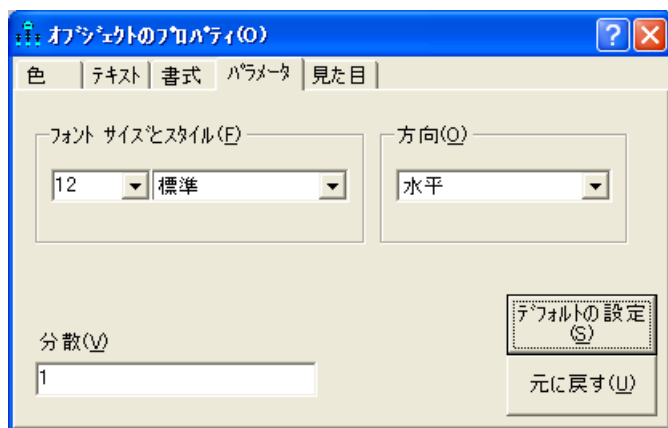 ｵﾌﾞｼﾞｪｸﾄのﾌﾟﾛﾊﾟﾃｨ(O)
色
ﾃｷｽﾄ
書式
ﾊﾟﾗﾒｰﾀ
見た目
ﾌｫﾝﾄ ｻｲｽﾞとｽﾀｲﾙ(F)
方向(O)
12
標準
水平
ﾃﾞﾌｫﾙﾄの設定
(S)
分散(V)
1
元に戻す(U)